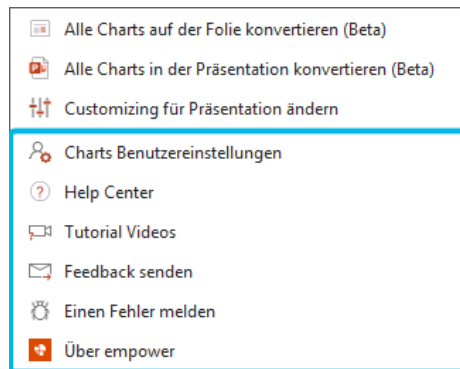 Alle Charts auf der Folie konvertieren (Beta)
Alle Charts in der Präsentation konvertieren (Beta)
Customizing für Präsentation ändern
Charts Benutzereinstellungen
Help Center
Tutorial Videos
Feedback senden
Einen Fehler melden
Über empower